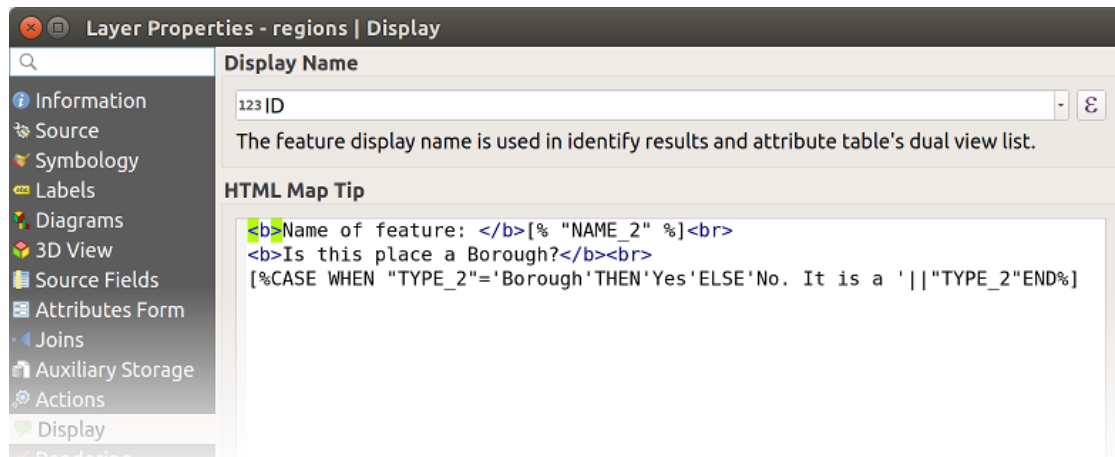 Layer Properties - regions | Display
Information
Source
Symbology
Labels
Diagrams
3D View
Source Fields
Attributes Form
Joins
Auxiliary Storage
Actions
Display
Rendering
Display Name
123 ID
ε
The feature display name is used in identify results and attribute table's dual view list.
HTML Map Tip
<b>Name of feature: </b>[% "NAME_2" %]<br>
<b>Is this place a Borough?</b><br>
[%CASE WHEN "TYPE_2"='Borough'THEN'Yes'ELSE'No. It is a '||"TYPE_2"END%]